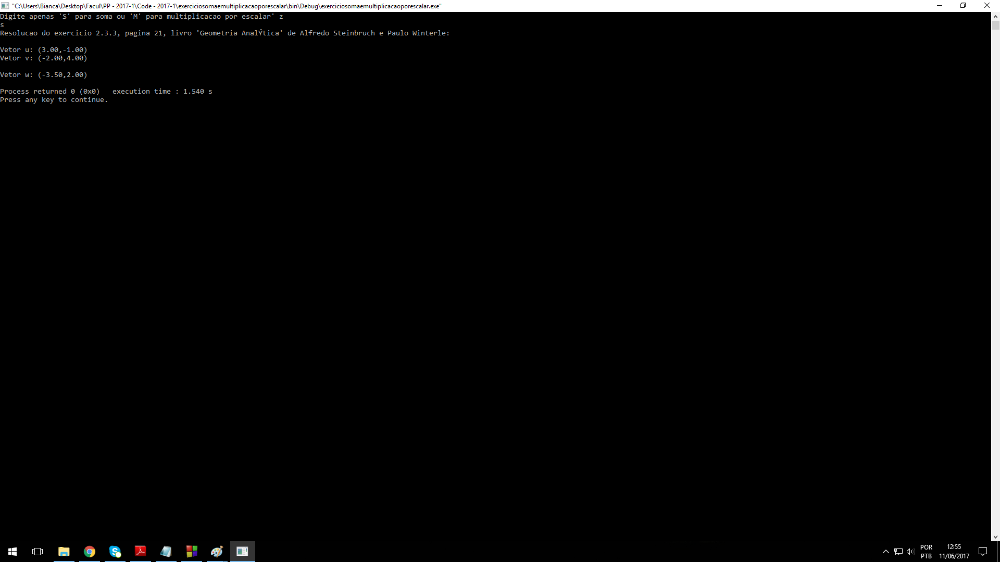 "C:\Users\Bianca\Desktop\Facul\PP - 2017-1\Code - 2017-1\exerciciosomaemultiplicacaoporescalar\bin\Debug\exerciciosomaemultiplicacaoporescalar.exe"
Digite apenas 'S' para soma ou 'M' para multiplicacao por escalar' z
s
Resolucao do exercicio 2.3.3, pagina 21, livro 'Geometria AnalÝtica' de Alfredo Steinbruch e Paulo Winterle:
Vetor u: (3.00,-1.00)
Vetor v: (-2.00,4.00)
Vetor w: (-3.50,2.00)
Process returned 0 (0x0)   execution time : 1.540 s
Press any key to continue.
POR
PTB
12:55
11/06/2017